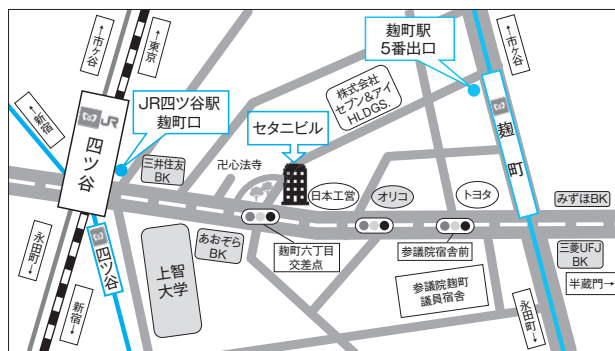 ←市ケ谷
←東京
←新宿
JR四ツ谷駅
麹町口
JR
四ツ谷
三井住友
BK
卍心法寺
セタニビル
株式会社
セブン&アイ
HLDGS.
麹町駅
5番出口
←市ケ谷
麹町
日本工営
オリコ
トヨタ
みずほBK
永田町→
新宿→
四ツ谷
上智
大学
あおぞら
BK
麹町六丁目
交差点
参議院宿舎前
参議院麹町
議員宿舎
三菱UFJ
BK
半蔵門→
永田町→